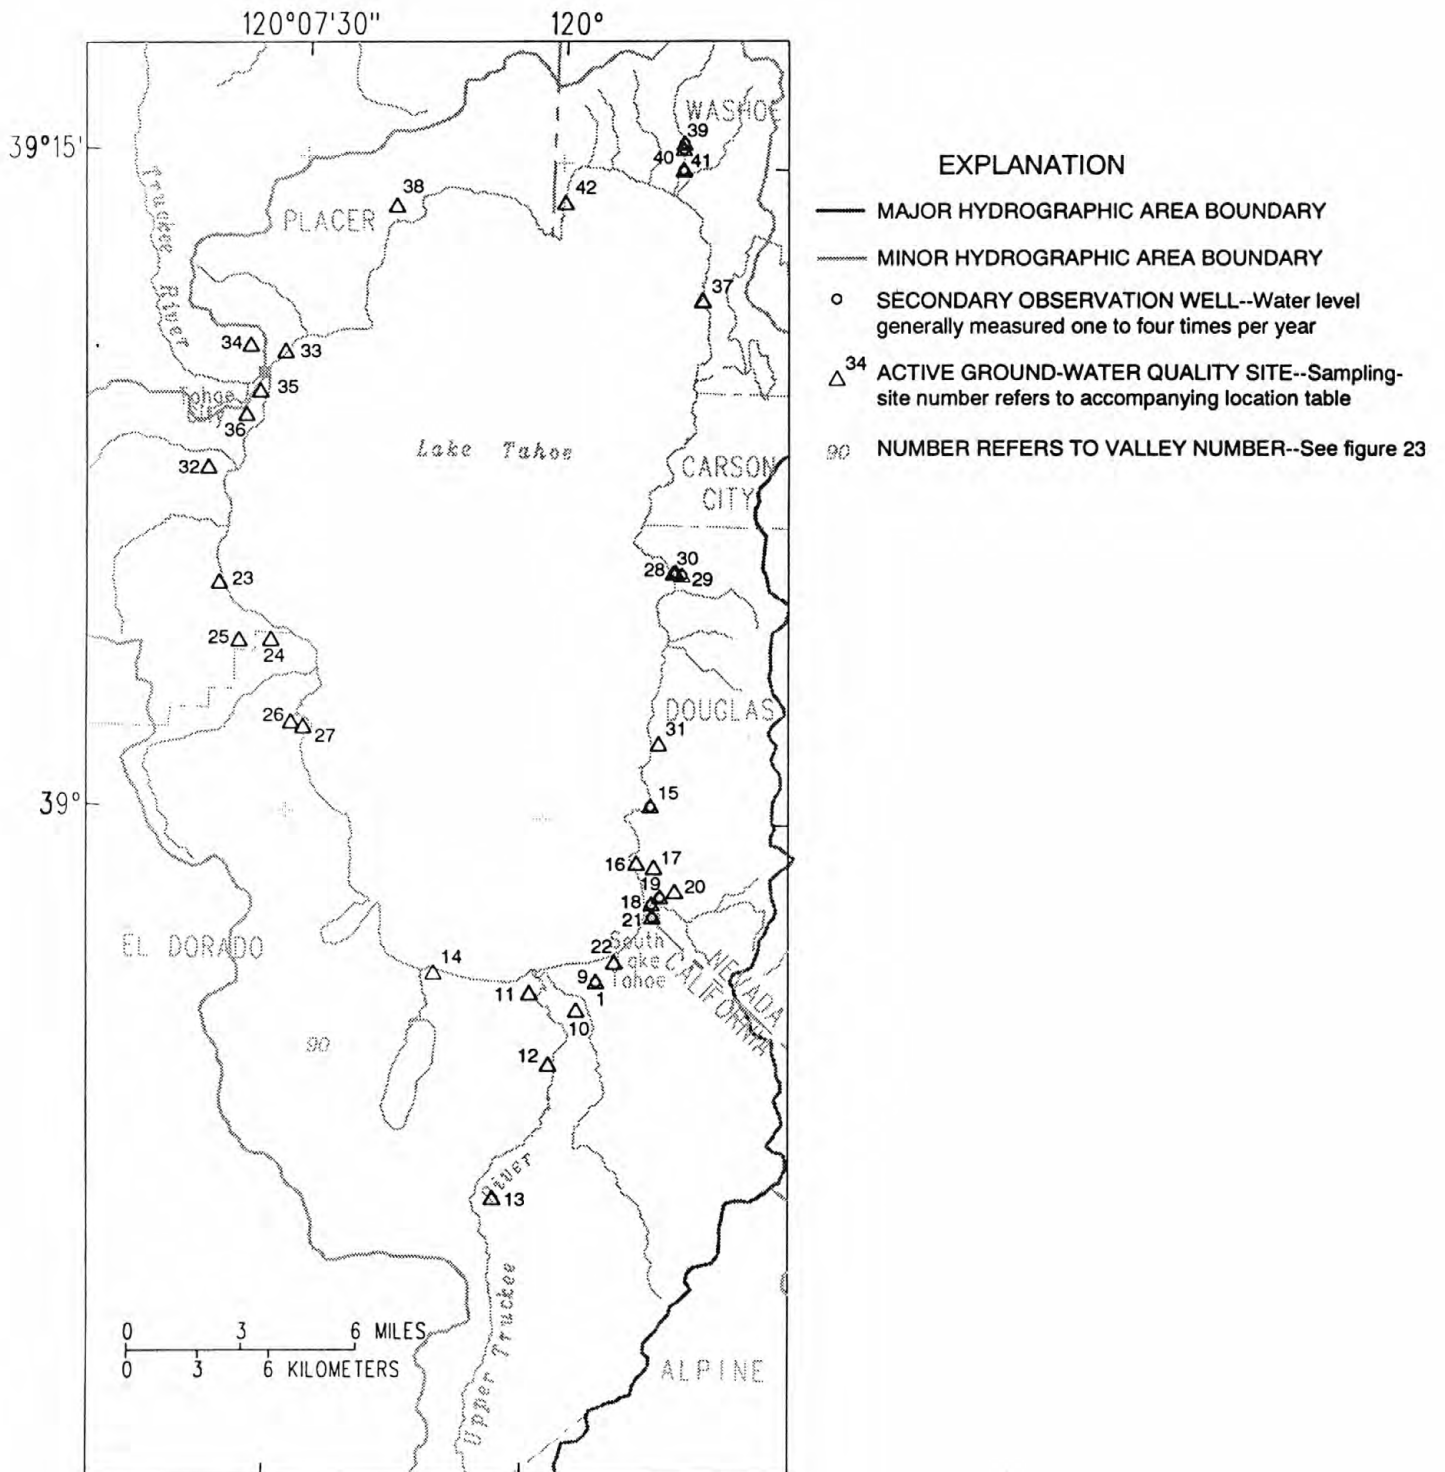 120°07'30" 120°
39°15'
WASHOE
39
40
41
38
42
PLACER
Truckee River
37
34
33
35
Tahoe
City
36
32
Lake Tahoe
CARSON
CITY
30
28
29
23
25
24
26
27
DOUGLAS
31
39°
15
16
17
19
20
18
21
EL DORADO
14
22
South
Lake
Tahoe
9
1
11
10
NEVADA
CALIFORNIA
90
12
13
Upper Truckee River
0 3 6 MILES
0 3 6 KILOMETERS
ALPINE
EXPLANATION
MAJOR HYDROGRAPHIC AREA BOUNDARY
MINOR HYDROGRAPHIC AREA BOUNDARY
SECONDARY OBSERVATION WELL--Water level
generally measured one to four times per year
34 ACTIVE GROUND-WATER QUALITY SITE--Sampling-
site number refers to accompanying location table
90 NUMBER REFERS TO VALLEY NUMBER--See figure 23